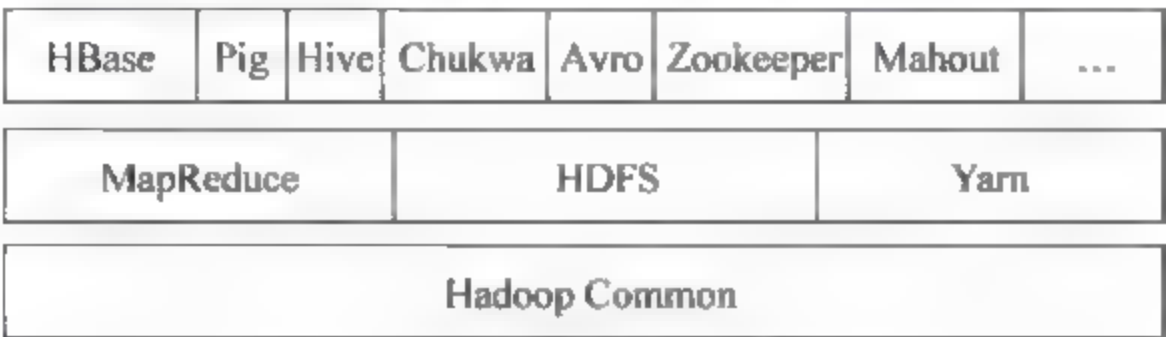 HBase Pig Hive Chukwa Avro Zookeeper Mahout ...
MapReduce HDFS Yarn
Hadoop Common